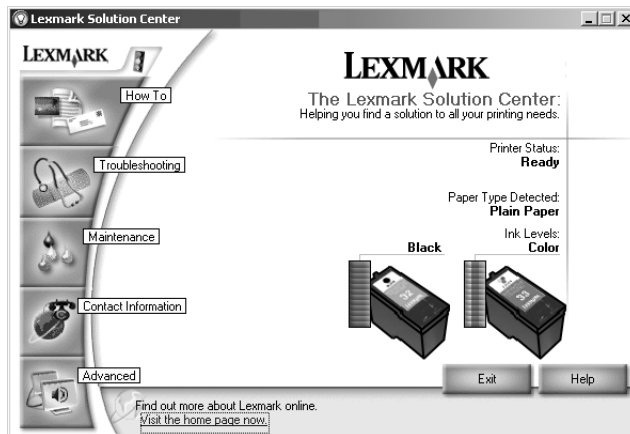 Lexmark Solution Center
LEXMARK
How To
Troubleshooting
Maintenance
Contact Information
Advanced
LEXMARK
The Lexmark Solution Center:
Helping you find a solution to all your printing needs.
Printer Status:
Ready
Paper Type Detected:
Plain Paper
Ink Levels:
Black Color
32 33
Exit Help
Find out more about Lexmark online.
Visit the home page now.